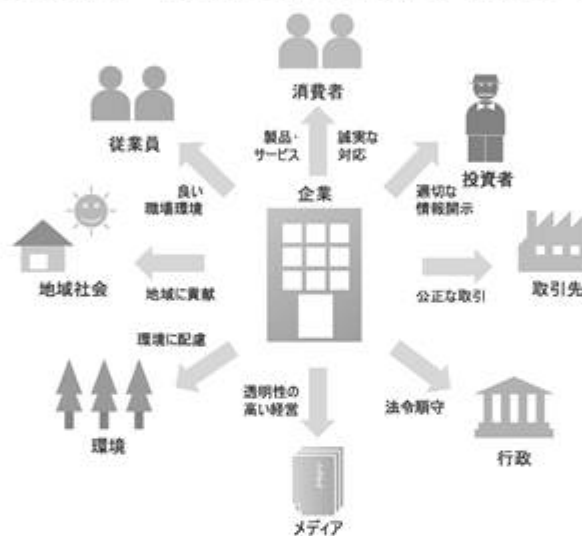 消費者
従業員
製品・
サービス
誠実な
対応
投資者
良い
職場環境
企業
適切な
情報開示
地域社会
地域に貢献
公正な取引
取引先
環境に配慮
透明性の
高い経営
法令順守
環境
行政
メディア